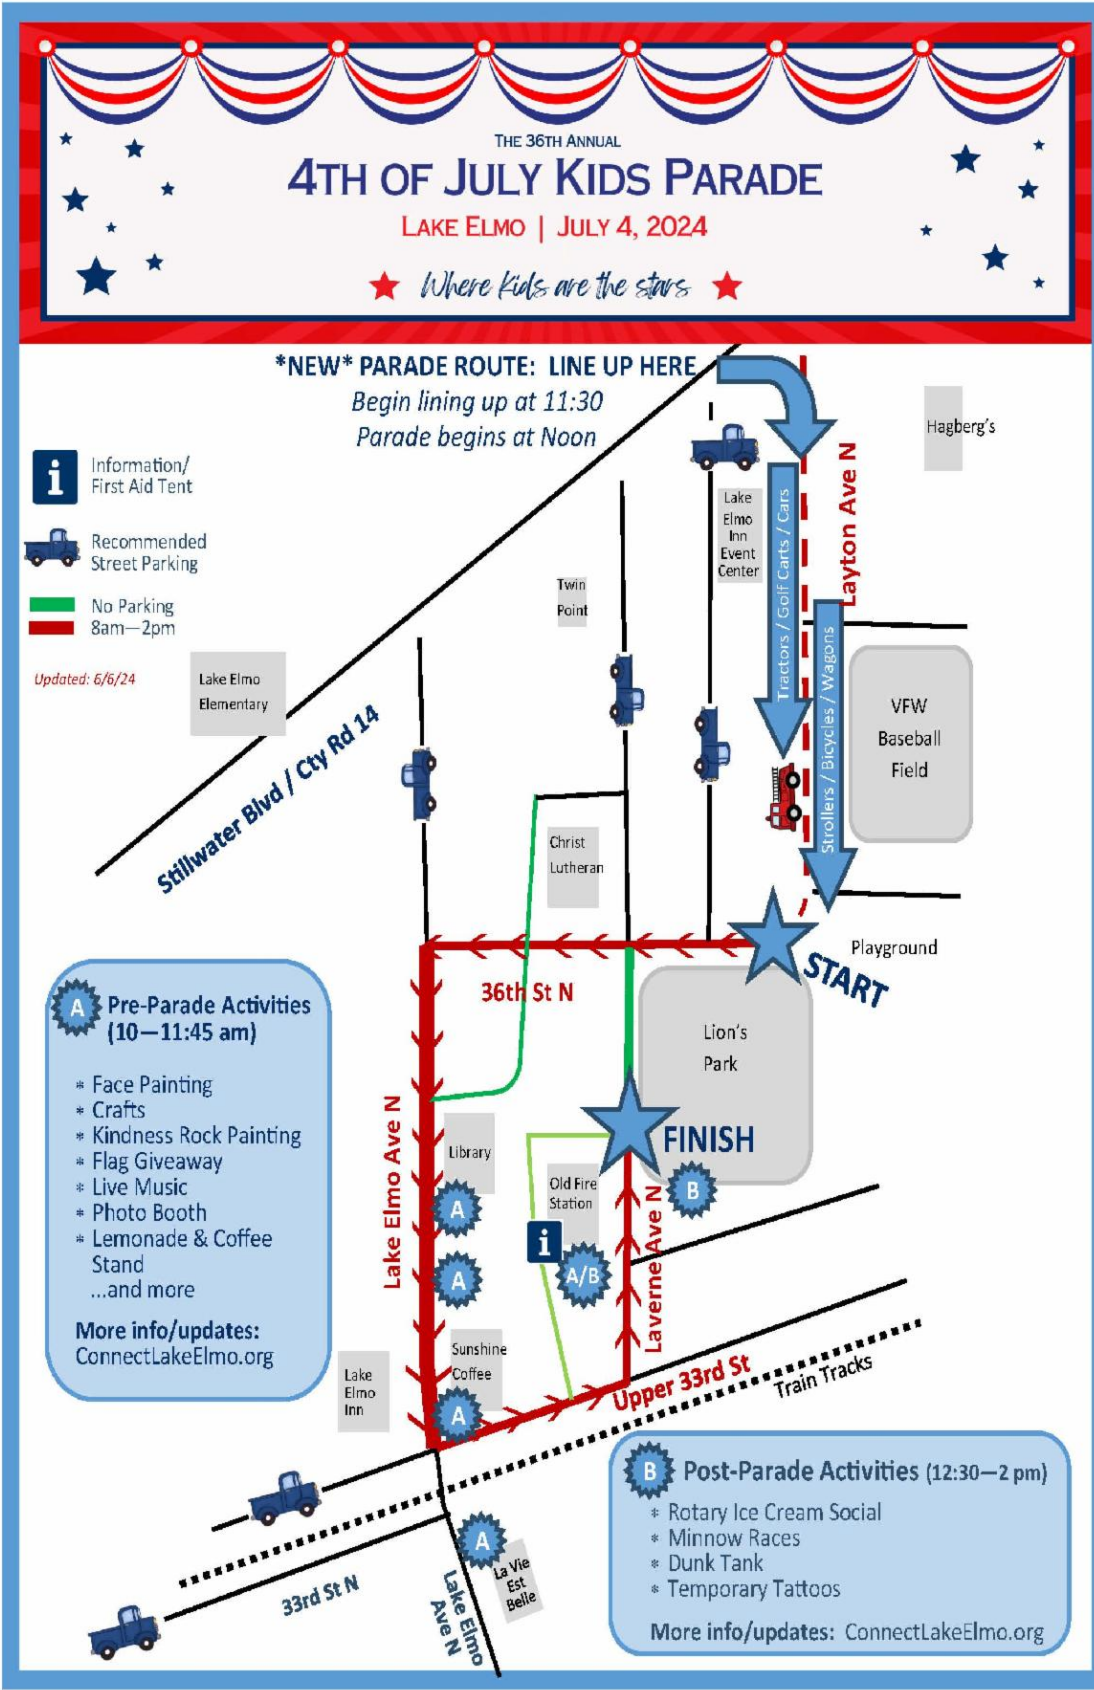 THE 36TH ANNUAL
4TH OF JULY KIDS PARADE
LAKE ELMO | JULY 4, 2024
Where Kids are the stars
*NEW* PARADE ROUTE: LINE UP HERE
Begin lining up at 11:30
Parade begins at Noon
Hagberg's
i
Information/
First Aid Tent
Recommended
Street Parking
No Parking
8am—2pm
Updated: 6/6/24
Lake
Elmo
Inn
Event
Center
Tractors / Golf Carts / Cars
Layton Ave N
Strollers / Bicycles / Wagons
Twin
Point
Lake Elmo
Elementary
Stillwater Blvd / Cty Rd 14
VFW
Baseball
Field
Christ
Lutheran
Playground
START
36th St N
Lion's
Park
A
Pre-Parade Activities
(10—11:45 am)
* Face Painting
* Crafts
* Kindness Rock Painting
* Flag Giveaway
* Live Music
* Photo Booth
* Lemonade & Coffee
Stand
...and more
More info/updates:
ConnectLakeElmo.org
Lake Elmo Ave N
Library
A
A
FINISH
Old Fire
Station
B
i
A/B
Laverne Ave N
Sunshine
Coffee
A
Lake
Elmo
Inn
Upper 33rd St
Train Tracks
B
Post-Parade Activities (12:30—2 pm)
* Rotary Ice Cream Social
* Minnow Races
* Dunk Tank
* Temporary Tattoos
More info/updates: ConnectLakeElmo.org
A
La Vie
Est
Belle
33rd St N
Lake Elmo
Ave N